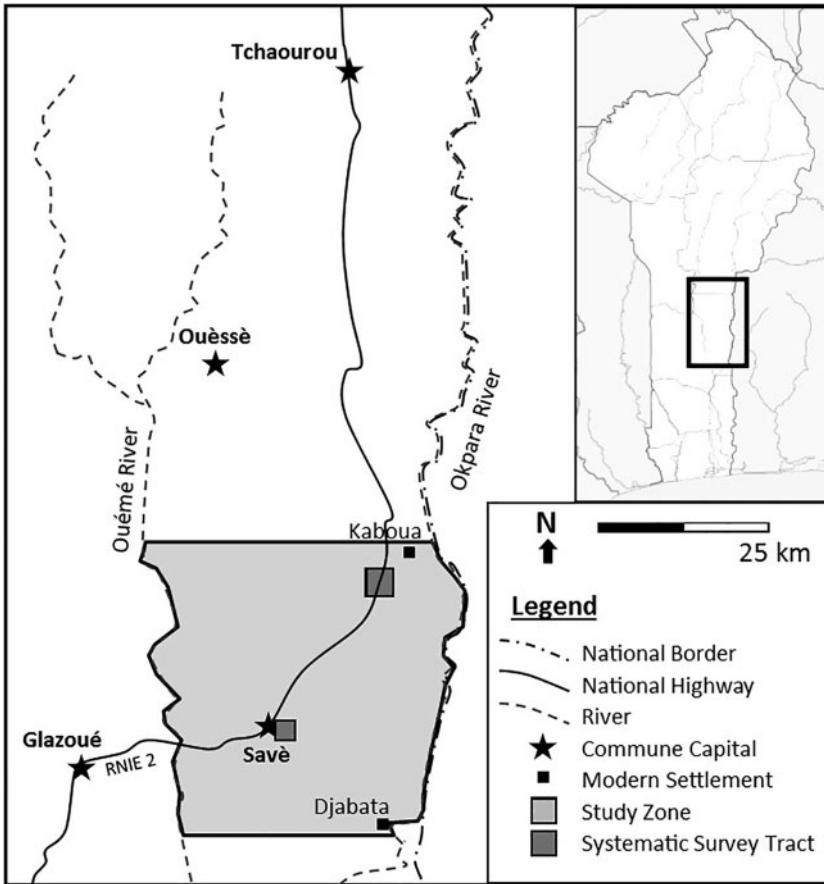 Tchaourou
Ouèssè
Ouémé River
Okpara River
Kaboua
Glazoué
RNIE 2
Savè
Djabata
N
25 km
Legend
National Border
National Highway
River
Commune Capital
Modern Settlement
Study Zone
Systematic Survey Tract